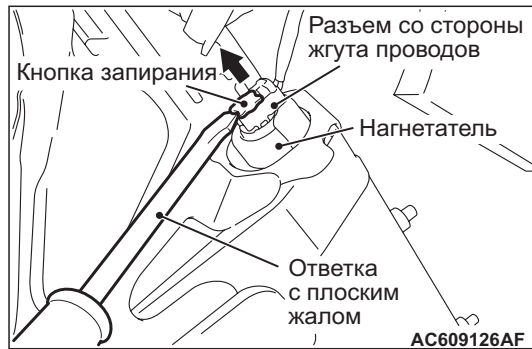 Разъем со стороны
жгута проводов
Кнопка запирания
Нагнетатель
Ответка
с плоским
жалом
AC609126AF